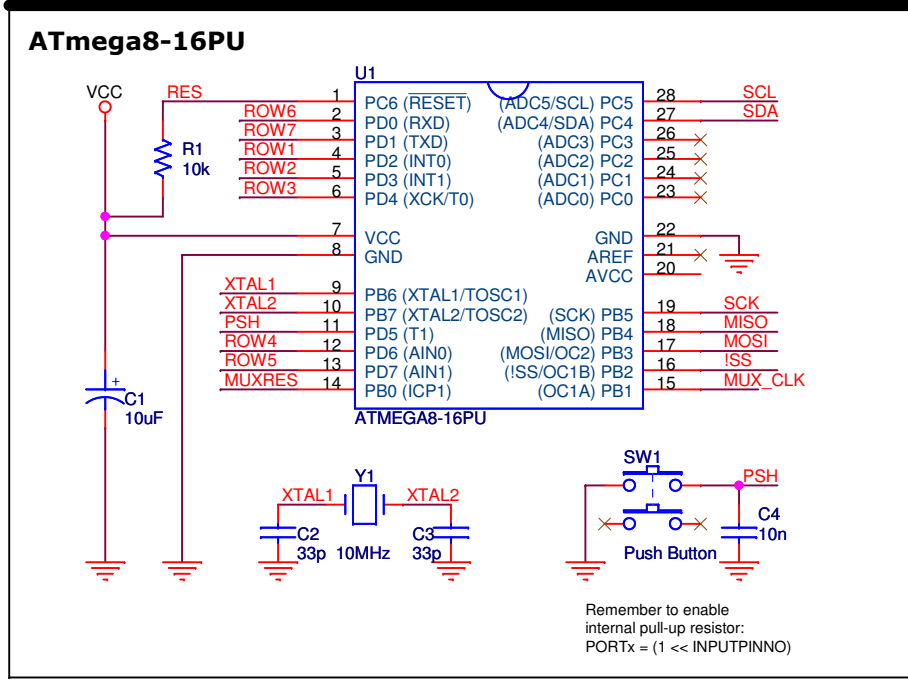 ATmega8-16PU
U1
VCC
RES
1 PC6 (RESET) (ADC5/SCL) PC5 28 SCL
ROW6 2 PD0 (RXD) (ADC4/SDA) PC4 27 SDA
ROW7 3 PD1 (TXD) (ADC3) PC3 26
ROW1 4 PD2 (INT0) (ADC2) PC2 25
ROW2 5 PD3 (INT1) (ADC1) PC1 24
ROW3 6 PD4 (XCK/T0) (ADC0) PC0 23
R1
10k
7 VCC GND 22
8 GND AREF 21
AVCC 20
XTAL1 9 PB6 (XTAL1/TOSC1)
XTAL2 10 PB7 (XTAL2/TOSC2) (SCK) PB5 19 SCK
PSH 11 PD5 (T1) (MISO) PB4 18 MISO
ROW4 12 PD6 (AIN0) (MOSI/OC2) PB3 17 MOSI
ROW5 13 PD7 (AIN1) (!SS/OC1B) PB2 16 !SS
MUXRES 14 PB0 (ICP1) (OC1A) PB1 15 MUX_CLK
ATMEGA8-16PU
+
C1
10uF
Y1
XTAL1 XTAL2
C2 C3
33p 10MHz 33p
SW1
PSH
C4
10n
Push Button
Remember to enable
internal pull-up resistor:
PORTx = (1 << INPUTPINNO)